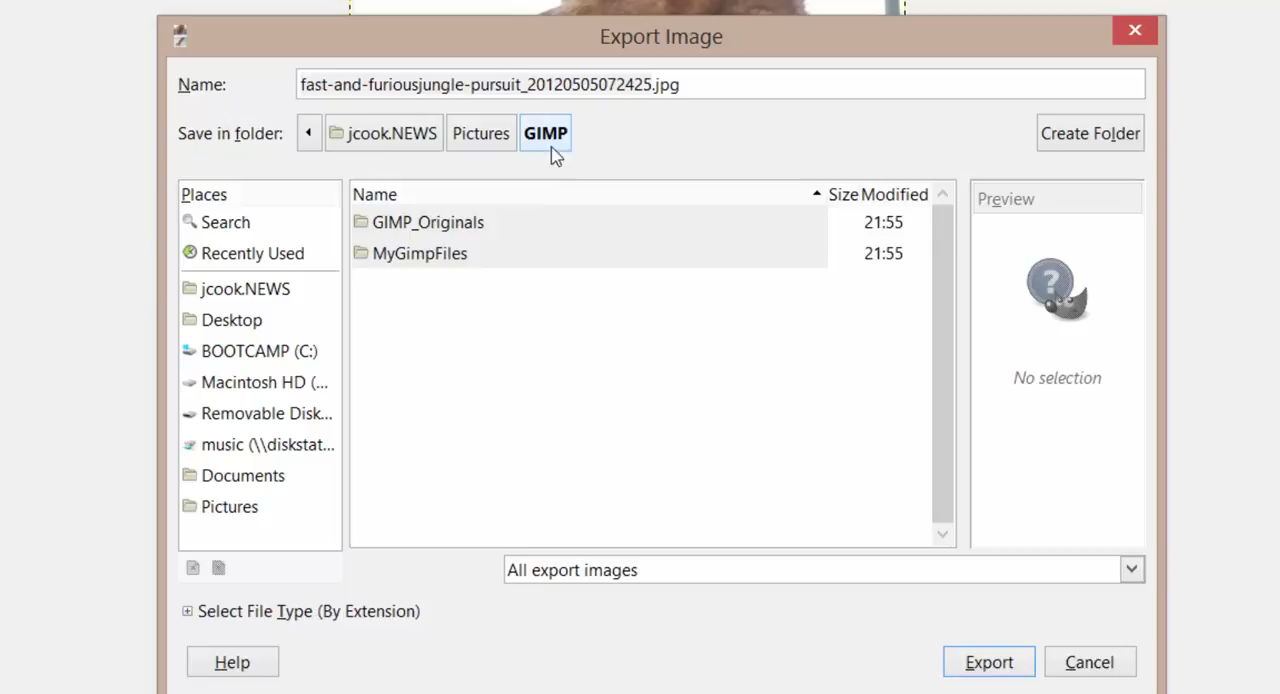 Export Image
Name: fast-and-furiousjungle-pursuit_20120505072425.jpg
Save in folder: jcook.NEWS Pictures GIMP Create Folder
Places
Search
Recently Used
jcook.NEWS
Desktop
BOOTCAMP (C:)
Macintosh HD (...
Removable Disk...
music (\\diskstat...
Documents
Pictures
Name Size Modified
GIMP_Originals 21:55
MyGimpFiles 21:55
Preview
?
No selection
All export images
Select File Type (By Extension)
Help Export Cancel